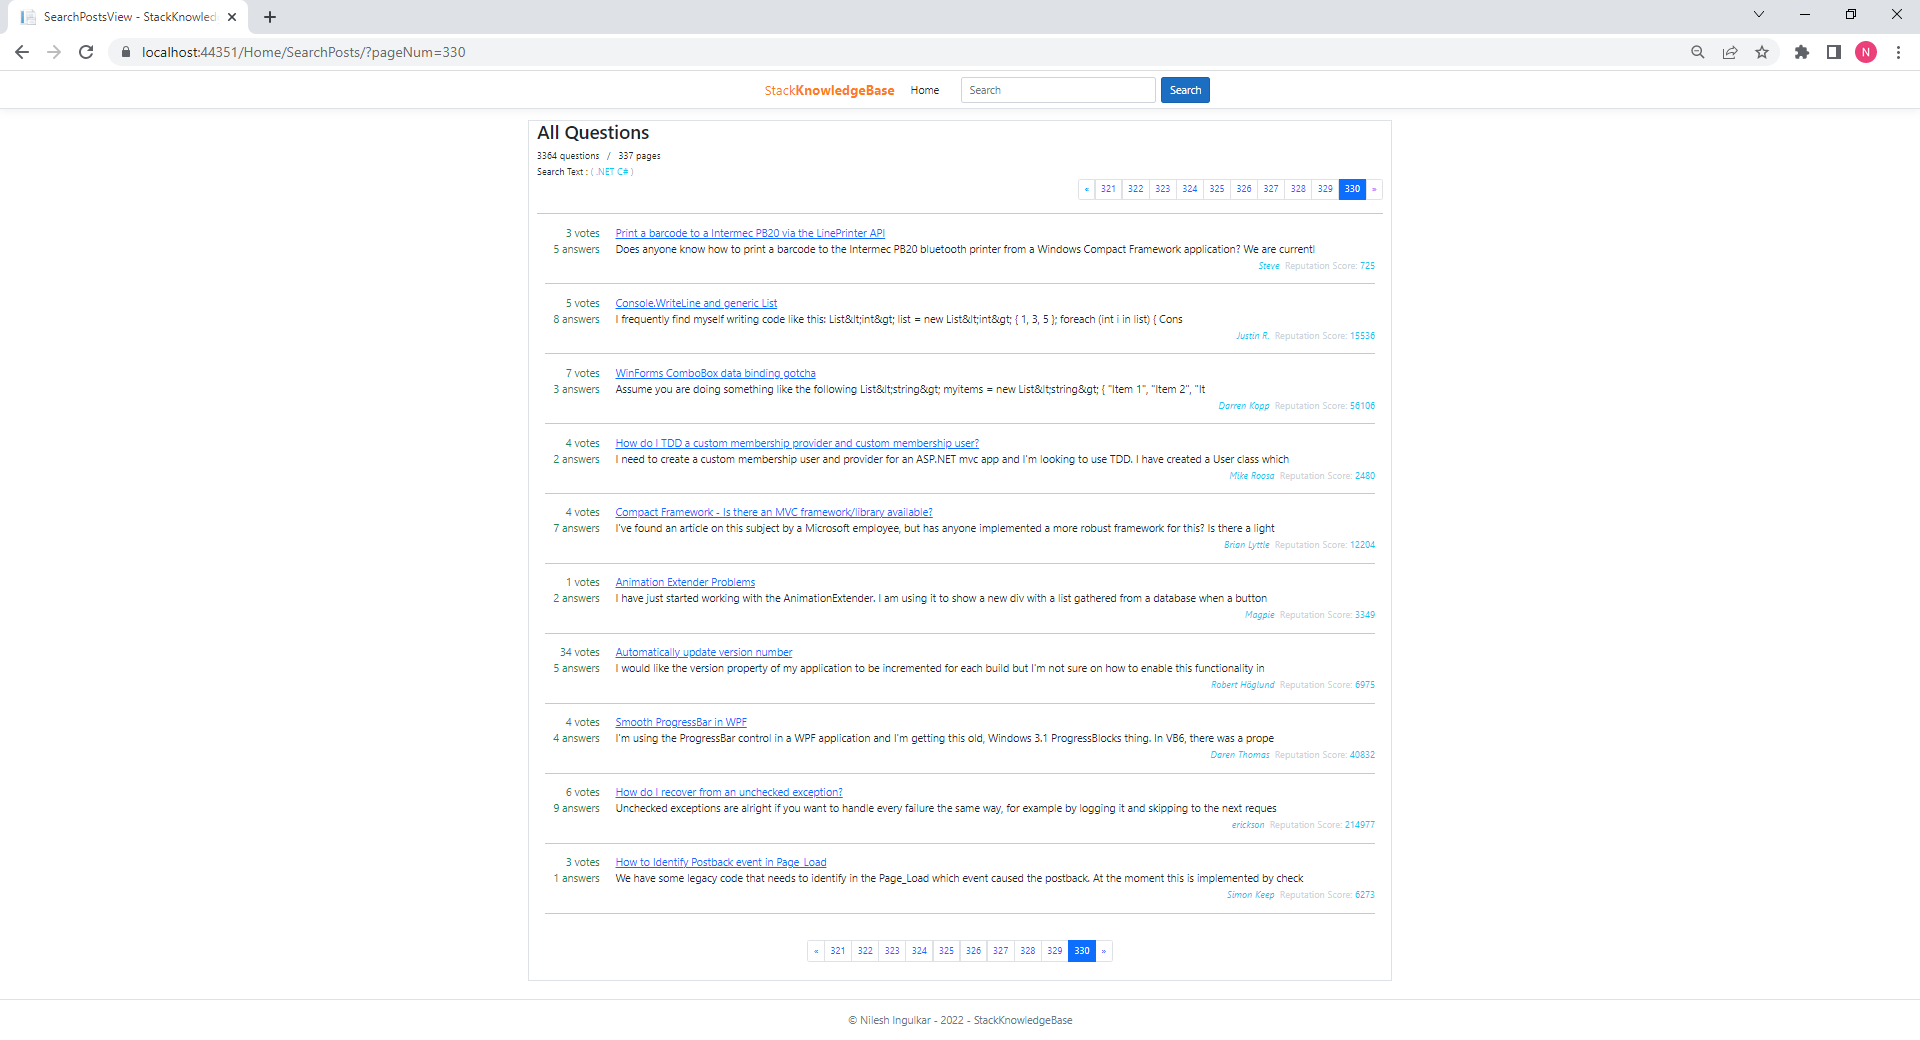 SearchPostsView - StackKnowled
localhost:44351/Home/SearchPosts/?pageNum=330
N
StackKnowledgeBase Home Search Search
All Questions
3364 questions / 337 pages
Search Text : ( .NET C# )
« 321 322 323 324 325 326 327 328 329 330 »
3 votes Print a barcode to a Intermec PB20 via the LinePrinter API
5 answers Does anyone know how to print a barcode to the Intermec PB20 bluetooth printer from a Windows Compact Framework application? We are currentl
Steve Reputation Score: 725
5 votes Console.WriteLine and generic List
8 answers I frequently find myself writing code like this: List&lt;int&gt; list = new List&lt;int&gt; { 1, 3, 5 }; foreach (int i in list) { Cons
Justin R. Reputation Score: 15536
7 votes WinForms ComboBox data binding gotcha
3 answers Assume you are doing something like the following List&lt;string&gt; myitems = new List&lt;string&gt; { "Item 1", "Item 2", "It
Darren Kopp Reputation Score: 56106
4 votes How do I TDD a custom membership provider and custom membership user?
2 answers I need to create a custom membership user and provider for an ASP.NET mvc app and I'm looking to use TDD. I have created a User class which
Mike Roosa Reputation Score: 2480
4 votes Compact Framework - Is there an MVC framework/library available?
7 answers I've found an article on this subject by a Microsoft employee, but has anyone implemented a more robust framework for this? Is there a light
Brian Lyttle Reputation Score: 12204
1 votes Animation Extender Problems
2 answers I have just started working with the AnimationExtender. I am using it to show a new div with a list gathered from a database when a button
Magpie Reputation Score: 3349
34 votes Automatically update version number
5 answers I would like the version property of my application to be incremented for each build but I'm not sure on how to enable this functionality in
Robert Höglund Reputation Score: 6975
4 votes Smooth ProgressBar in WPF
4 answers I'm using the ProgressBar control in a WPF application and I'm getting this old, Windows 3.1 ProgressBlocks thing. In VB6, there was a prope
Daren Thomas Reputation Score: 40832
6 votes How do I recover from an unchecked exception?
9 answers Unchecked exceptions are alright if you want to handle every failure the same way, for example by logging it and skipping to the next reques
erickson Reputation Score: 214977
3 votes How to Identify Postback event in Page_Load
1 answers We have some legacy code that needs to identify in the Page_Load which event caused the postback. At the moment this is implemented by check
Simon Keep Reputation Score: 6273
« 321 322 323 324 325 326 327 328 329 330 »
© Nilesh Ingulkar - 2022 - StackKnowledgeBase